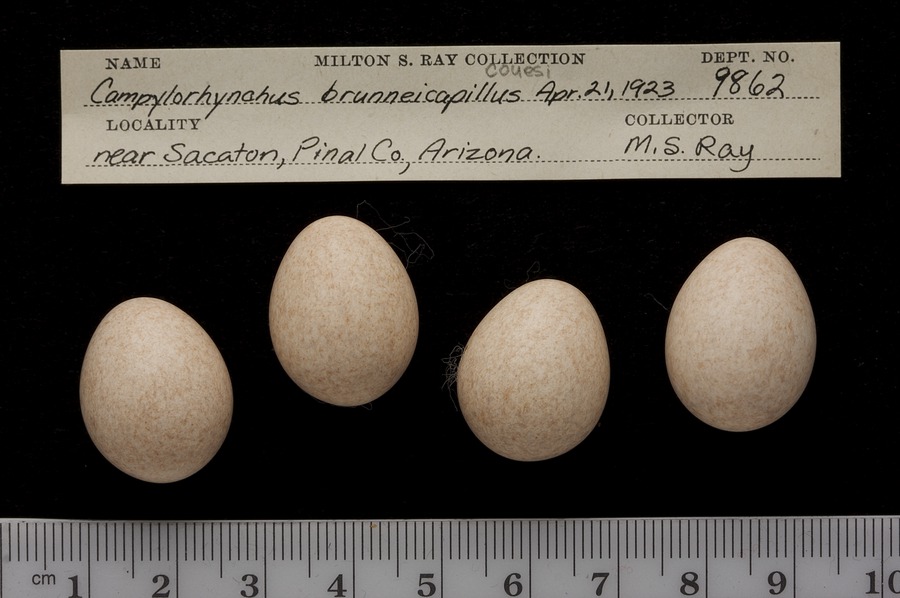 NAME MILTON S. RAY COLLECTION DEPT. NO.
couesi
Campylorhynchus brunneicapillus Apr. 21, 1923 9862
LOCALITY COLLECTOR
near Sacaton, Pinal Co., Arizona. M.S. Ray
cm 1 2 3 4 5 6 7 8 9 10